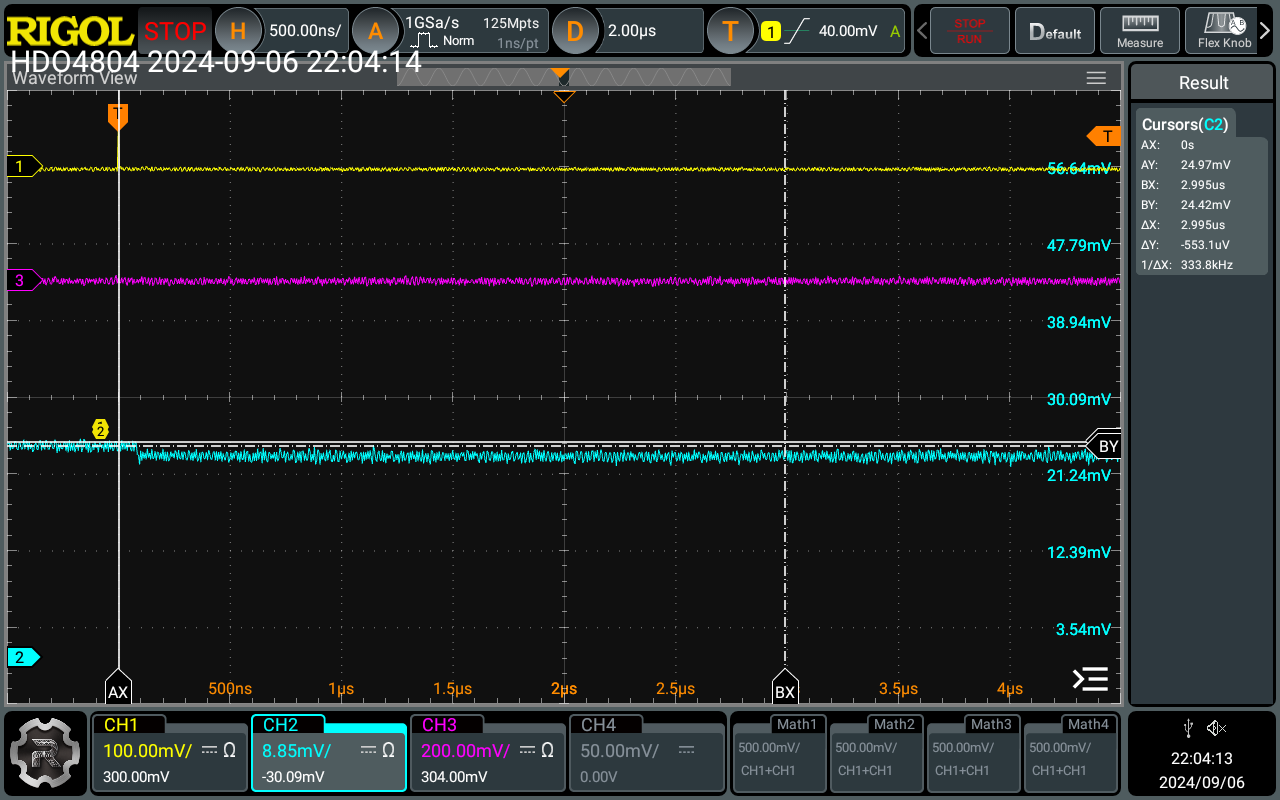 RIGOL STOP H 500.00ns/ A 1GSa/s 125Mpts Norm 1ns/pt D 2.00µs T 1 40.00mV A STOP RUN Default Measure Flex Knob
HDO4804 2024-09-06 22:04:14
Waveform View
Result
Cursors(C2)
AX: 0s
AY: 24.97mV
BX: 2.995us
BY: 24.42mV
ΔX: 2.995us
ΔY: -553.1uV
1/ΔX: 333.8kHz
T
T
1
56.64mV
47.79mV
3
38.94mV
30.09mV
2
BY
21.24mV
12.39mV
3.54mV
2
AX 500ns 1µs 1.5µs 2µs 2.5µs BX 3.5µs 4µs
CH1
100.00mV/ Ω
300.00mV
CH2
8.85mV/ Ω
-30.09mV
CH3
200.00mV/ Ω
304.00mV
CH4
50.00mV/
0.00V
Math1
500.00mV/
CH1+CH1
Math2
500.00mV/
CH1+CH1
Math3
500.00mV/
CH1+CH1
Math4
500.00mV/
CH1+CH1
22:04:13
2024/09/06